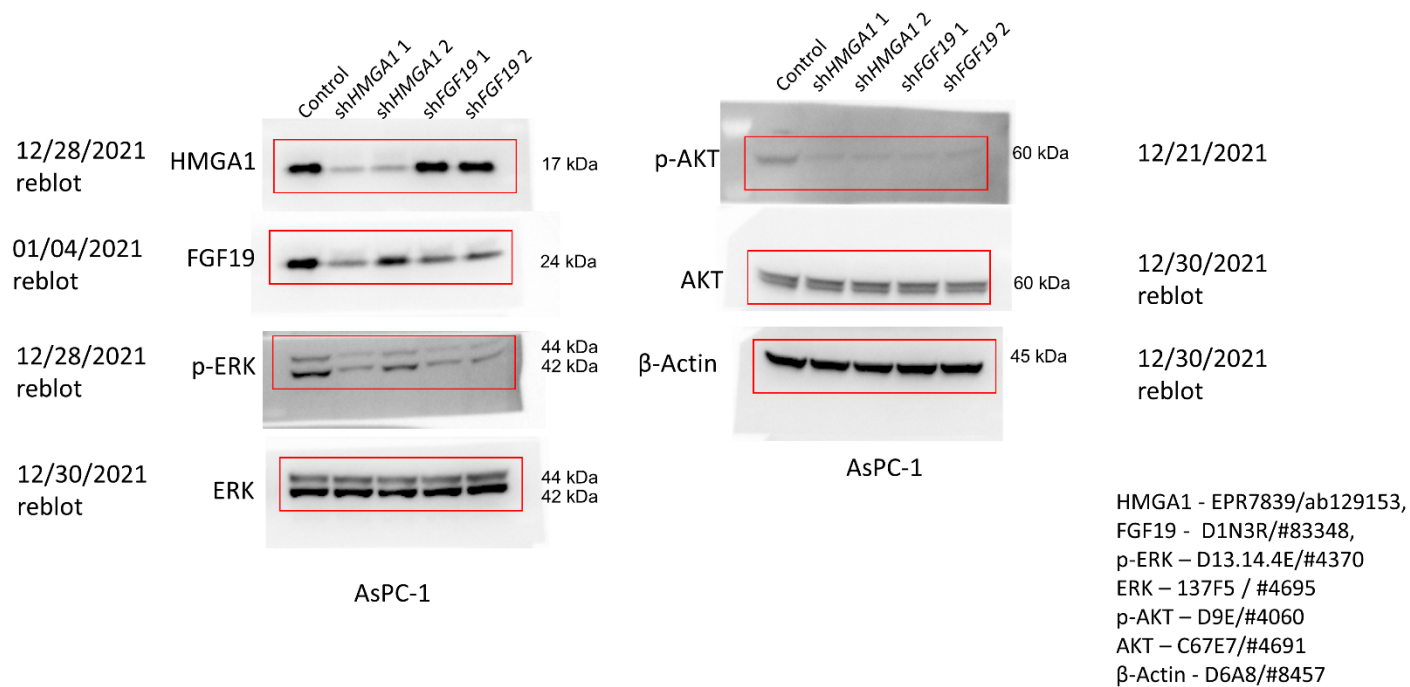 Control
shHMGA1 1
shHMGA1 2
shFGF19 1
shFGF19 2
12/28/2021
reblot
HMGA1
17 kDa
01/04/2021
reblot
FGF19
24 kDa
12/28/2021
reblot
p-ERK
44 kDa
42 kDa
12/30/2021
reblot
ERK
44 kDa
42 kDa
AsPC-1
Control
shHMGA1 1
shHMGA1 2
shFGF19 1
shFGF19 2
p-AKT
60 kDa
12/21/2021
AKT
60 kDa
12/30/2021
reblot
β-Actin
45 kDa
12/30/2021
reblot
AsPC-1
HMGA1 - EPR7839/ab129153,
FGF19 -  D1N3R/#83348,
p-ERK – D13.14.4E/#4370
ERK – 137F5 / #4695
p-AKT – D9E/#4060
AKT – C67E7/#4691
β-Actin - D6A8/#8457